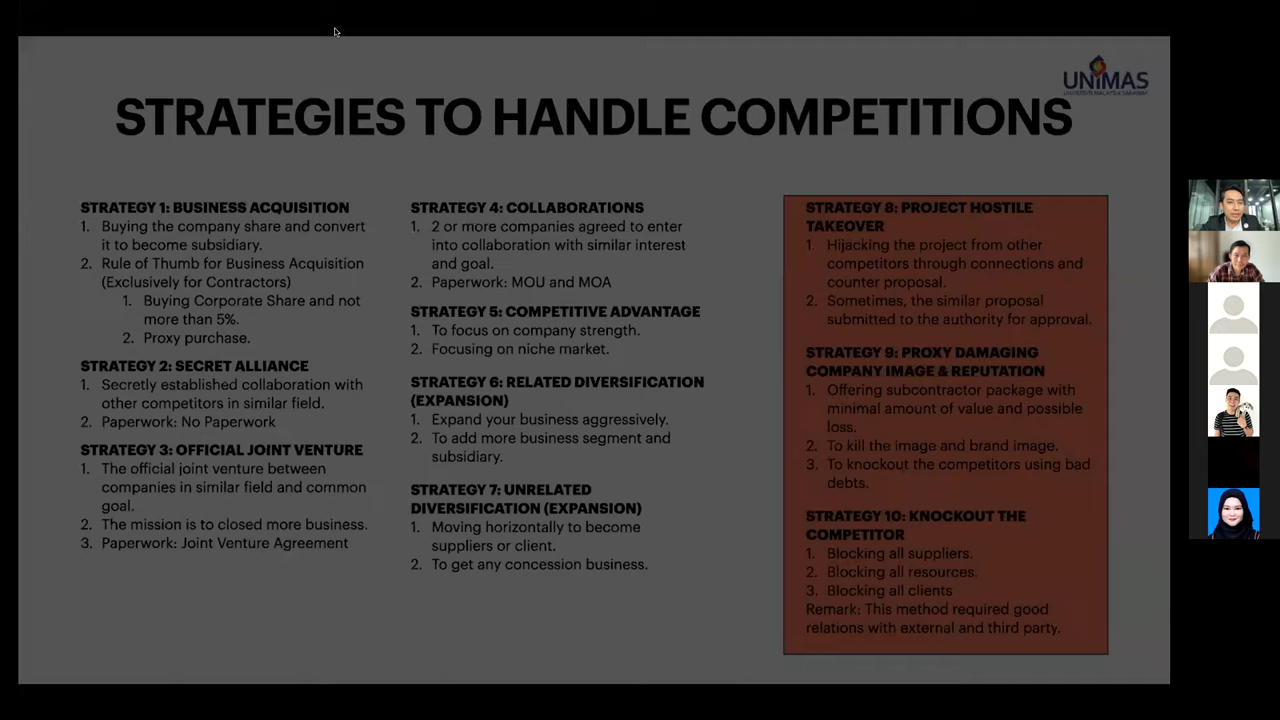 UNIMAS
UNIVERSITI MALAYSIA SARAWAK
STRATEGIES TO HANDLE COMPETITIONS
STRATEGY 1: BUSINESS ACQUISITION
1. Buying the company share and convert
it to become subsidiary.
2. Rule of Thumb for Business Acquisition
(Exclusively for Contractors)
1. Buying Corporate Share and not
more than 5%.
2. Proxy purchase.
STRATEGY 2: SECRET ALLIANCE
1. Secretly established collaboration with
other competitors in similar field.
2. Paperwork: No Paperwork
STRATEGY 3: OFFICIAL JOINT VENTURE
1. The official joint venture between
companies in similar field and common
goal.
2. The mission is to closed more business.
3. Paperwork: Joint Venture Agreement
STRATEGY 4: COLLABORATIONS
1. 2 or more companies agreed to enter
into collaboration with similar interest
and goal.
2. Paperwork: MOU and MOA
STRATEGY 5: COMPETITIVE ADVANTAGE
1. To focus on company strength.
2. Focusing on niche market.
STRATEGY 6: RELATED DIVERSIFICATION
(EXPANSION)
1. Expand your business aggressively.
2. To add more business segment and
subsidiary.
STRATEGY 7: UNRELATED
DIVERSIFICATION (EXPANSION)
1. Moving horizontally to become
suppliers or client.
2. To get any concession business.
STRATEGY 8: PROJECT HOSTILE
TAKEOVER
1. Hijacking the project from other
competitors through connections and
counter proposal.
2. Sometimes, the similar proposal
submitted to the authority for approval.
STRATEGY 9: PROXY DAMAGING
COMPANY IMAGE & REPUTATION
1. Offering subcontractor package with
minimal amount of value and possible
loss.
2. To kill the image and brand image.
3. To knockout the competitors using bad
debts.
STRATEGY 10: KNOCKOUT THE
COMPETITOR
1. Blocking all suppliers.
2. Blocking all resources.
3. Blocking all clients
Remark: This method required good
relations with external and third party.